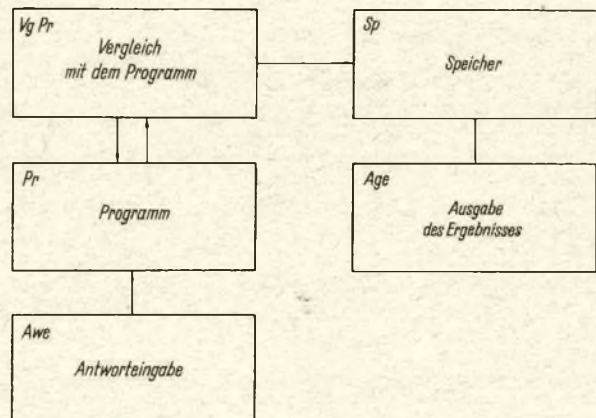 Vg Pr
Vergleich
mit dem Programm
Sp
Speicher
Pr
Programm
Age
Ausgabe
des Ergebnisses
Awe
Antworteingabe